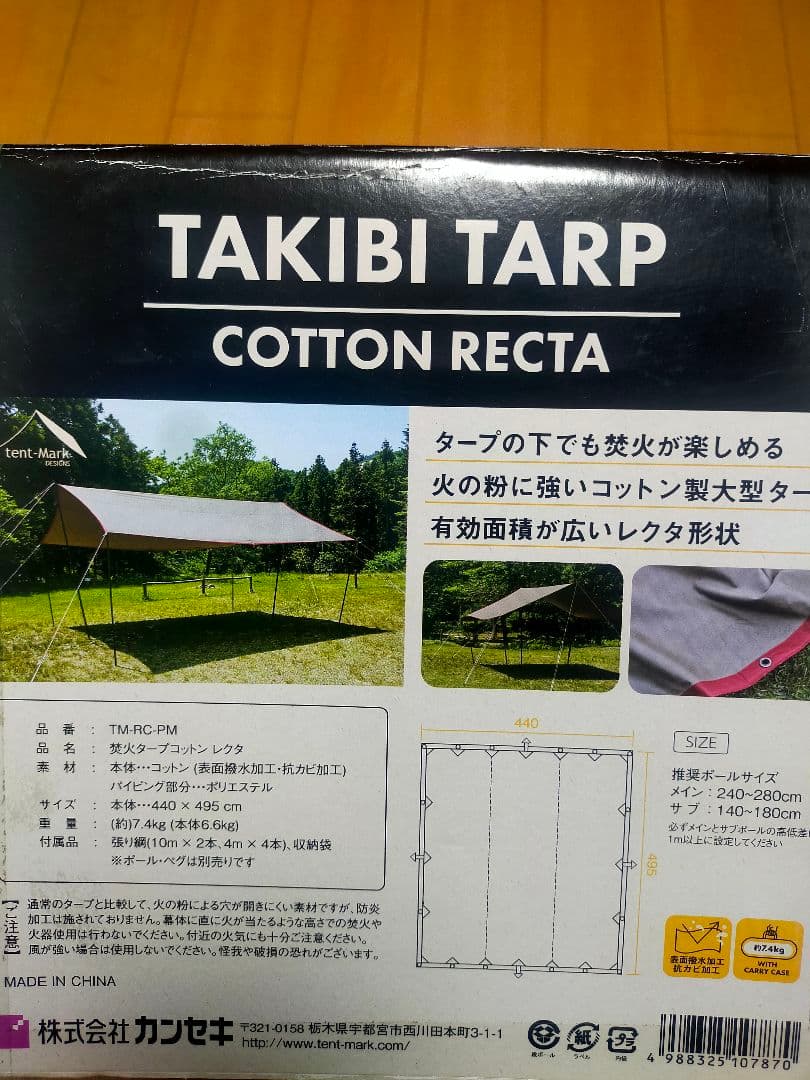 TAKIBI TARP
COTTON RECTA
tent-Mark
DESIGNS
タープの下でも焚火が楽しめる
火の粉に強いコットン製大型ター
有効面積が広いレクタ形状
品番 : TM-RC-PM
品名 : 焚火タープコットン レクタ
素材 : 本体…コットン (表面撥水加工・抗カビ加工)
パイピング部分…ポリエステル
サイズ : 本体…440 × 495 cm
重量 : (約)7.4kg (本体6.6kg)
付属品 : 張り綱(10m × 2本、4m × 4本)、収納袋
※ポール・ペグは別売りです
440
495
SIZE
推奨ポールサイズ
メイン : 240~280cm
サブ : 140~180cm
必ずメインとサブポールの高低差
1m以上に設定してください
【ご注意】
通常のタープと比較して、火の粉による穴が開きにくい素材ですが、防炎
加工は施されておりません。幕体に直に火が当たるような高さでの焚火や
火器使用は行わないでください。付近の火気にも十分ご注意ください。
風が強い場合は使用しないでください。怪我や破損の恐れがございます。
表面撥水加工
抗カビ加工
約7.4kg
WITH
CARRY CASE
MADE IN CHINA
株式会社 カンセキ
〒321-0158 栃木県宇都宮市西川田本町3-1-1
http://www.tent-mark.com/
段ボール
紙
ラベル
プラ
内袋
4 988325 107870